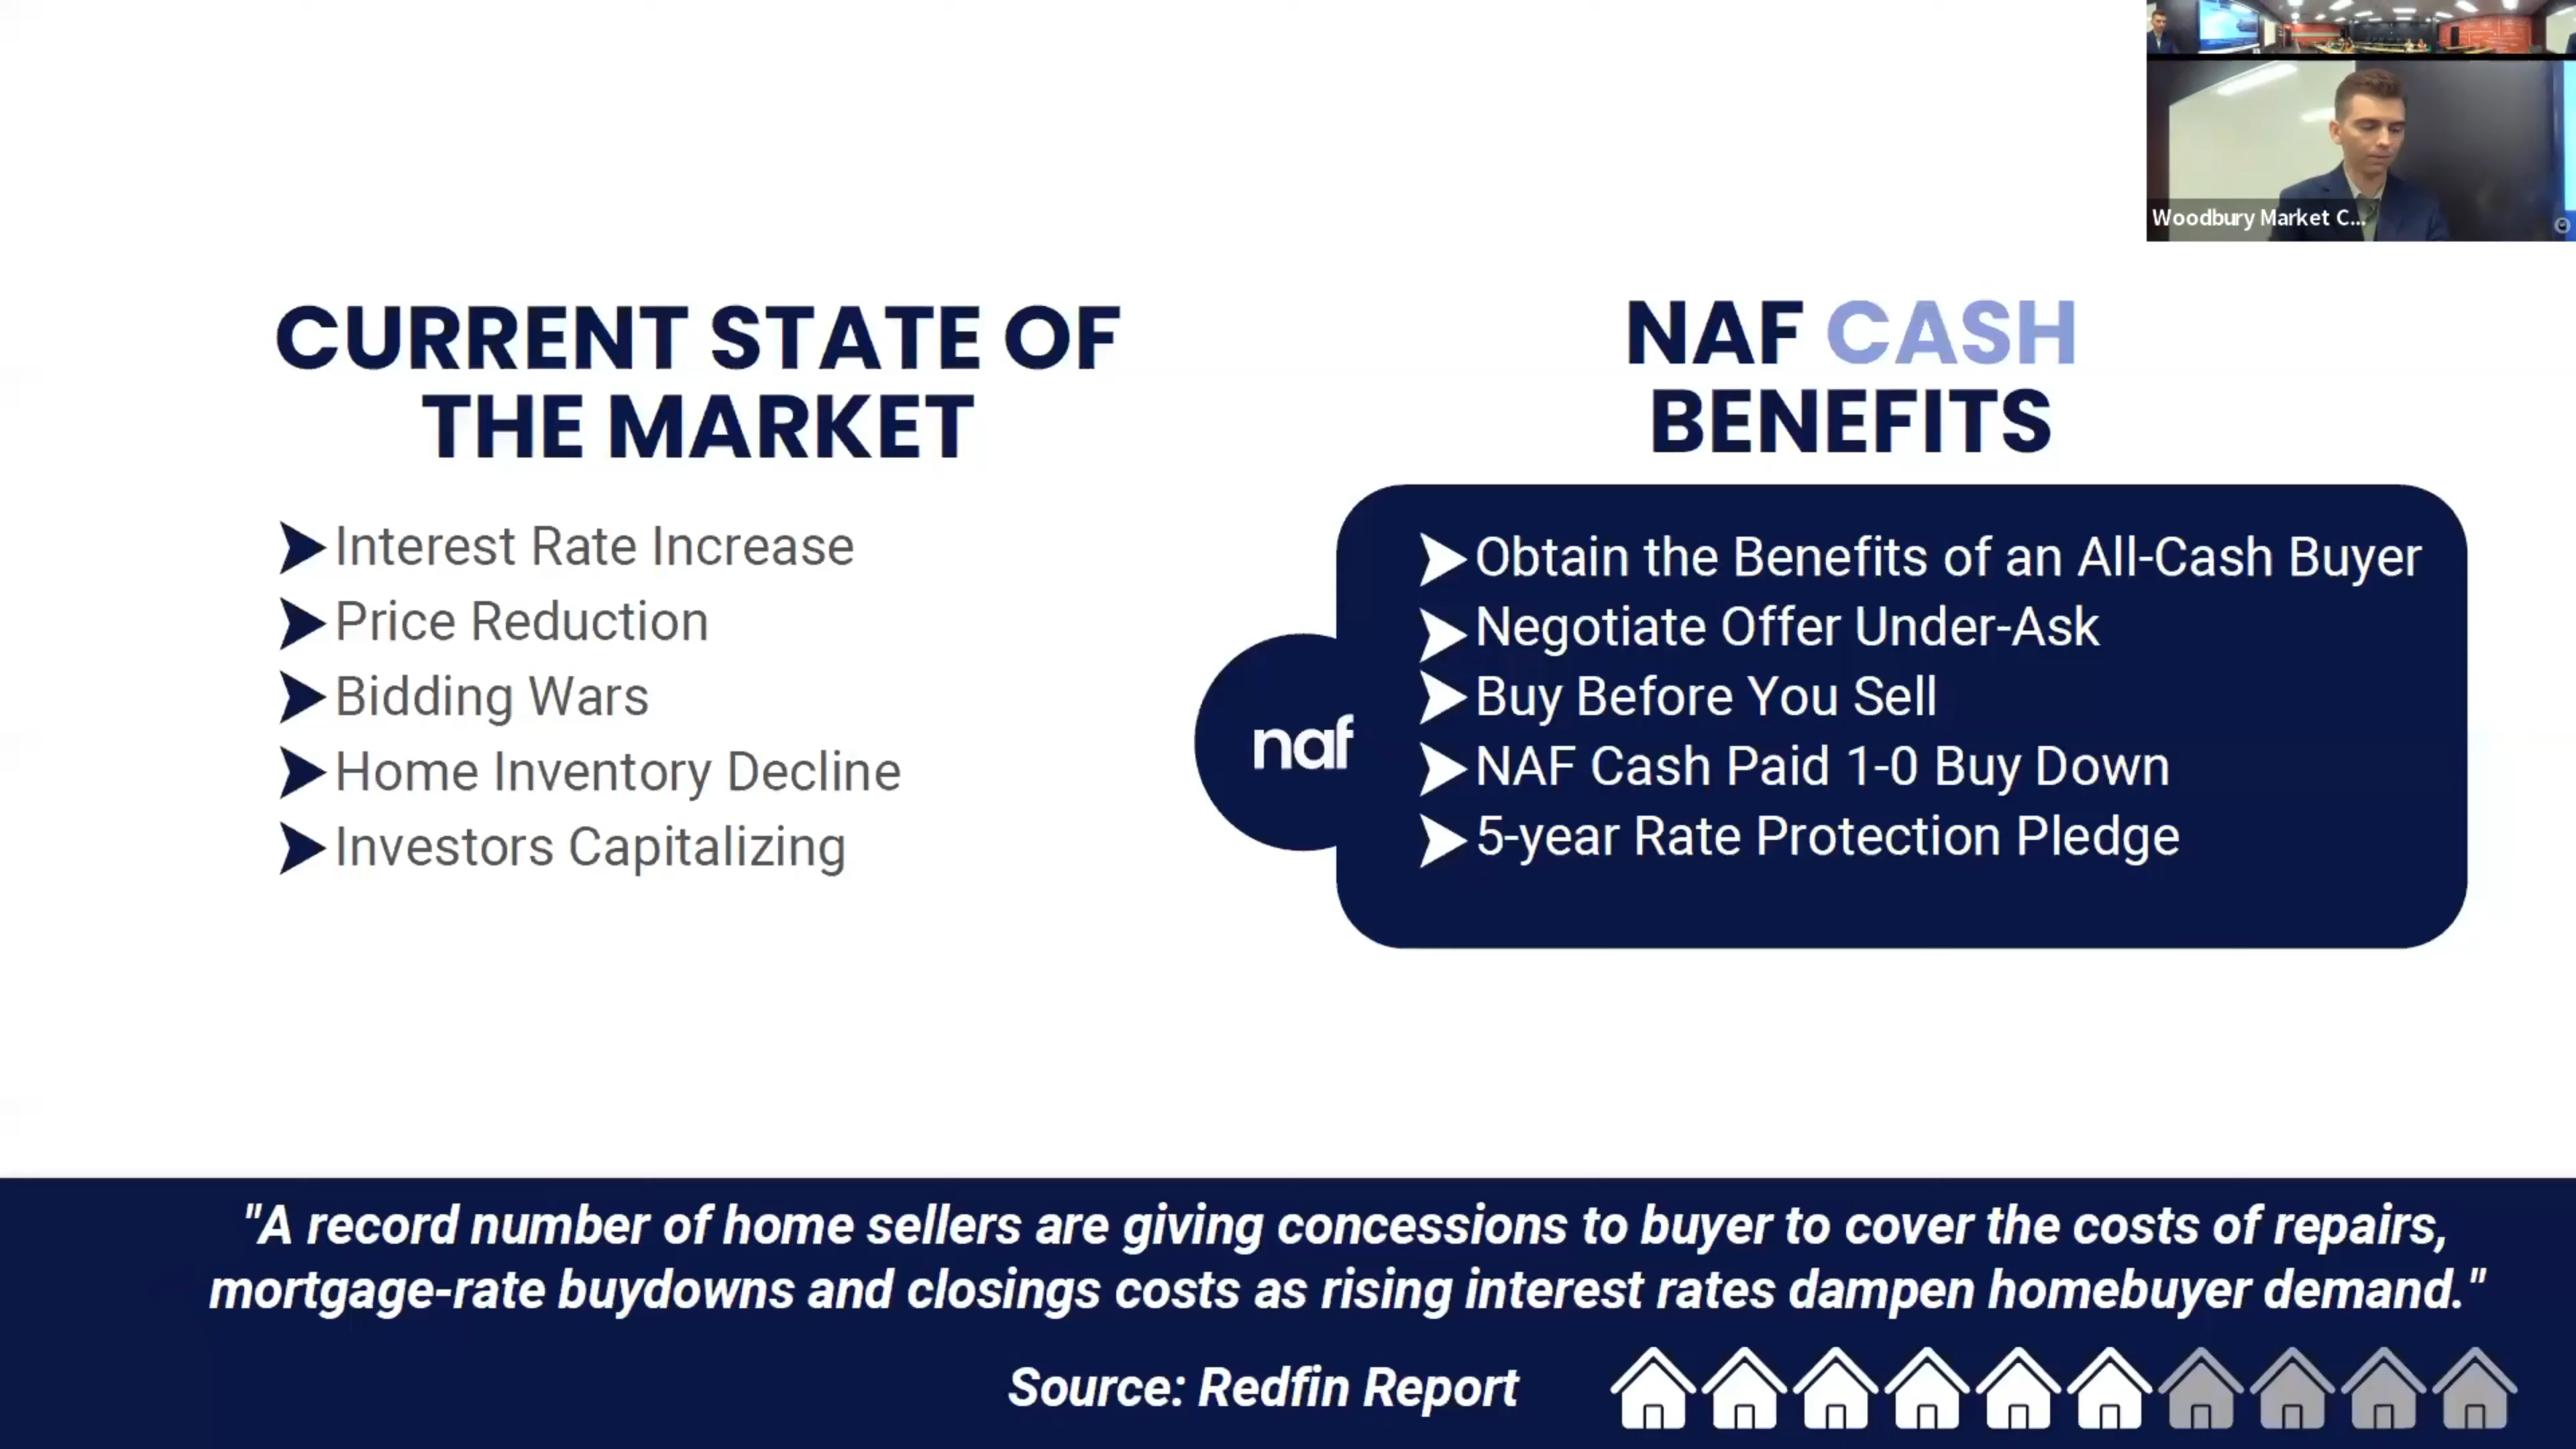 Woodbury Market C...
CURRENT STATE OF
THE MARKET
Interest Rate Increase
Price Reduction
Bidding Wars
Home Inventory Decline
Investors Capitalizing
NAF CASH
BENEFITS
naf
Obtain the Benefits of an All-Cash Buyer
Negotiate Offer Under-Ask
Buy Before You Sell
NAF Cash Paid 1-0 Buy Down
5-year Rate Protection Pledge
"A record number of home sellers are giving concessions to buyer to cover the costs of repairs,
mortgage-rate buydowns and closings costs as rising interest rates dampen homebuyer demand."
Source: Redfin Report